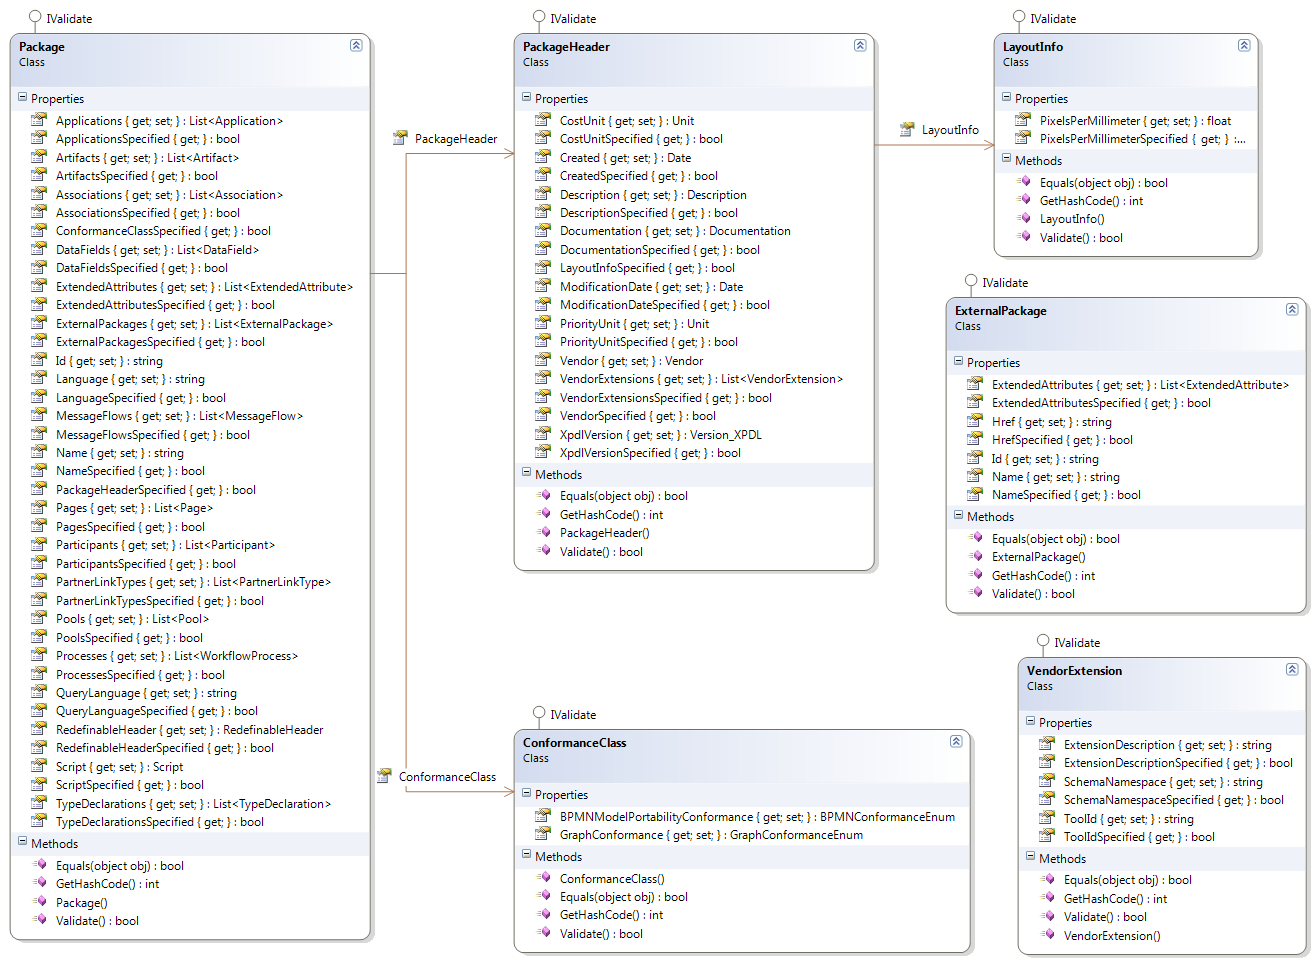 IValidate
Package
Class
Properties
Applications { get; set; } : List<Application>
ApplicationsSpecified { get; } : bool
Artifacts { get; set; } : List<Artifact>
ArtifactsSpecified { get; } : bool
Associations { get; set; } : List<Association>
AssociationsSpecified { get; } : bool
ConformanceClassSpecified { get; } : bool
DataFields { get; set; } : List<DataField>
DataFieldsSpecified { get; } : bool
ExtendedAttributes { get; set; } : List<ExtendedAttribute>
ExtendedAttributesSpecified { get; } : bool
ExternalPackages { get; set; } : List<ExternalPackage>
ExternalPackagesSpecified { get; } : bool
Id { get; set; } : string
Language { get; set; } : string
LanguageSpecified { get; } : bool
MessageFlows { get; set; } : List<MessageFlow>
MessageFlowsSpecified { get; } : bool
Name { get; set; } : string
NameSpecified { get; } : bool
PackageHeaderSpecified { get; } : bool
Pages { get; set; } : List<Page>
PagesSpecified { get; } : bool
Participants { get; set; } : List<Participant>
ParticipantsSpecified { get; } : bool
PartnerLinkTypes { get; set; } : List<PartnerLinkType>
PartnerLinkTypesSpecified { get; } : bool
Pools { get; set; } : List<Pool>
PoolsSpecified { get; } : bool
Processes { get; set; } : List<WorkflowProcess>
ProcessesSpecified { get; } : bool
QueryLanguage { get; set; } : string
QueryLanguageSpecified { get; } : bool
RedefinableHeader { get; set; } : RedefinableHeader
RedefinableHeaderSpecified { get; } : bool
Script { get; set; } : Script
ScriptSpecified { get; } : bool
TypeDeclarations { get; set; } : List<TypeDeclaration>
TypeDeclarationsSpecified { get; } : bool
Methods
Equals(object obj) : bool
GetHashCode() : int
Package()
Validate() : bool
PackageHeader
ConformanceClass
IValidate
PackageHeader
Class
Properties
CostUnit { get; set; } : Unit
CostUnitSpecified { get; } : bool
Created { get; set; } : Date
CreatedSpecified { get; } : bool
Description { get; set; } : Description
DescriptionSpecified { get; } : bool
Documentation { get; set; } : Documentation
DocumentationSpecified { get; } : bool
LayoutInfoSpecified { get; } : bool
ModificationDate { get; set; } : Date
ModificationDateSpecified { get; } : bool
PriorityUnit { get; set; } : Unit
PriorityUnitSpecified { get; } : bool
Vendor { get; set; } : Vendor
VendorExtensions { get; set; } : List<VendorExtension>
VendorExtensionsSpecified { get; } : bool
VendorSpecified { get; } : bool
XpdlVersion { get; set; } : Version_XPDL
XpdlVersionSpecified { get; } : bool
Methods
Equals(object obj) : bool
GetHashCode() : int
PackageHeader()
Validate() : bool
LayoutInfo
IValidate
ConformanceClass
Class
Properties
BPMNModelPortabilityConformance { get; set; } : BPMNConformanceEnum
GraphConformance { get; set; } : GraphConformanceEnum
Methods
ConformanceClass()
Equals(object obj) : bool
GetHashCode() : int
Validate() : bool
IValidate
LayoutInfo
Class
Properties
PixelsPerMillimeter { get; set; } : float
PixelsPerMillimeterSpecified { get; } :...
Methods
Equals(object obj) : bool
GetHashCode() : int
LayoutInfo()
Validate() : bool
IValidate
ExternalPackage
Class
Properties
ExtendedAttributes { get; set; } : List<ExtendedAttribute>
ExtendedAttributesSpecified { get; } : bool
Href { get; set; } : string
HrefSpecified { get; } : bool
Id { get; set; } : string
Name { get; set; } : string
NameSpecified { get; } : bool
Methods
Equals(object obj) : bool
ExternalPackage()
GetHashCode() : int
Validate() : bool
IValidate
VendorExtension
Class
Properties
ExtensionDescription { get; set; } : string
ExtensionDescriptionSpecified { get; } : bool
SchemaNamespace { get; set; } : string
SchemaNamespaceSpecified { get; } : bool
ToolId { get; set; } : string
ToolIdSpecified { get; } : bool
Methods
Equals(object obj) : bool
GetHashCode() : int
Validate() : bool
VendorExtension()